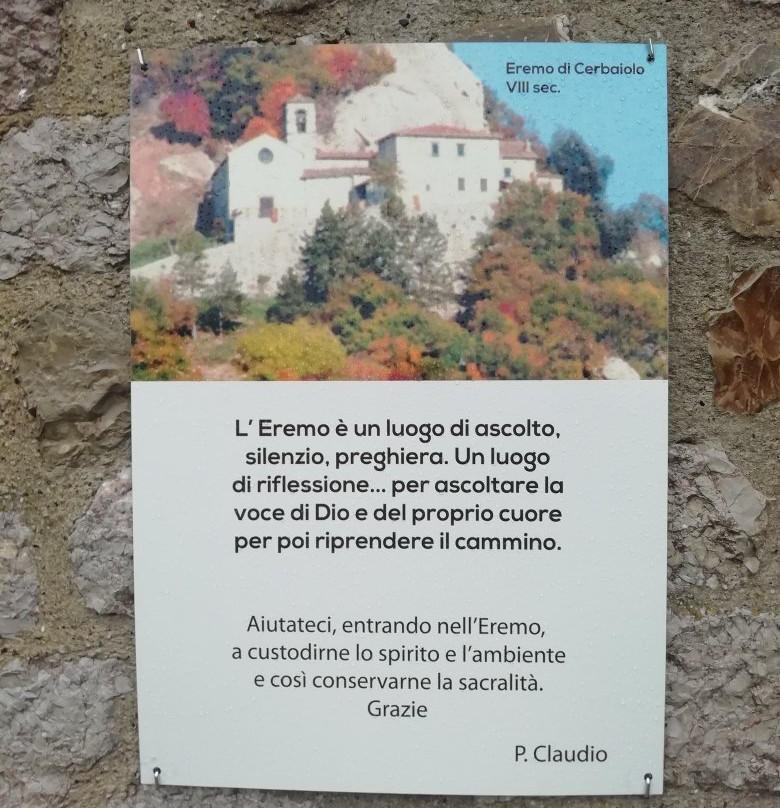 Eremo di Cerbaiolo
VIII sec.
L' Eremo è un luogo di ascolto,
silenzio, preghiera. Un luogo
di riflessione... per ascoltare la
voce di Dio e del proprio cuore
per poi riprendere il cammino.
Aiutateci, entrando nell'Eremo,
a custodirne lo spirito e l'ambiente
e così conservarne la sacralità.
Grazie
P. Claudio